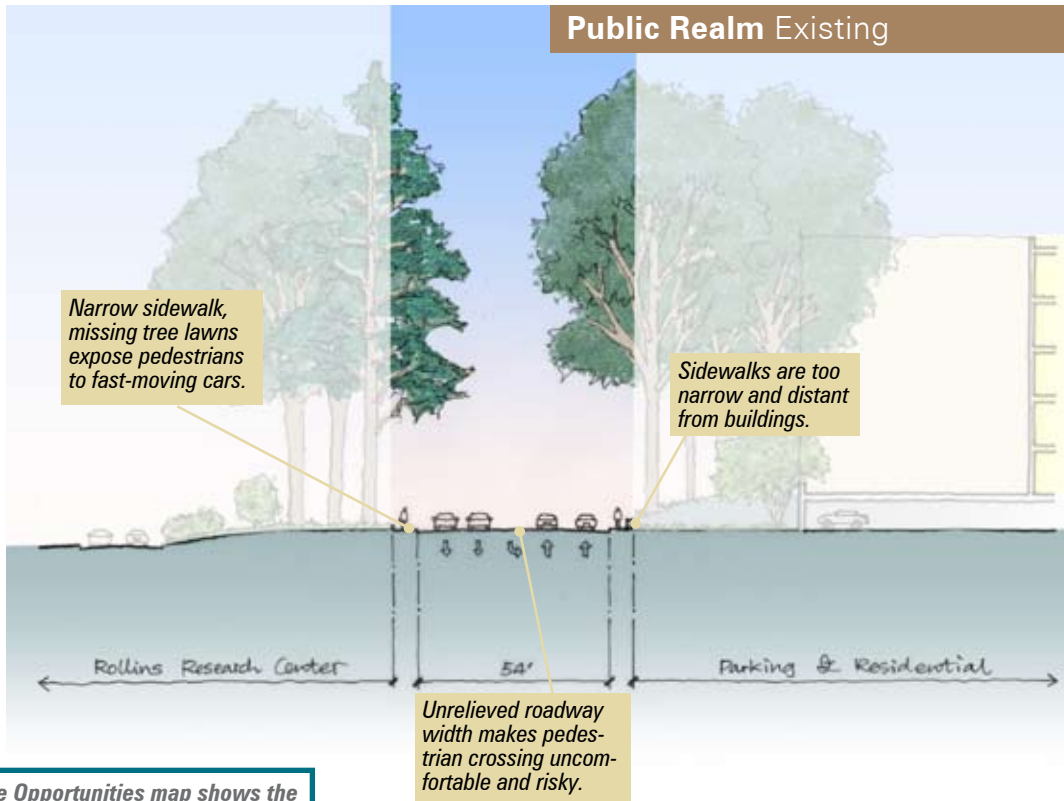 Public Realm Existing
Narrow sidewalk,
missing tree lawns
expose pedestrians
to fast-moving cars.
Sidewalks are too
narrow and distant
from buildings.
Rollins Research Center
54'
Parking & Residential
Unrelieved roadway
width makes pedes-
trian crossing uncom-
fortable and risky.
Opportunities map shows the